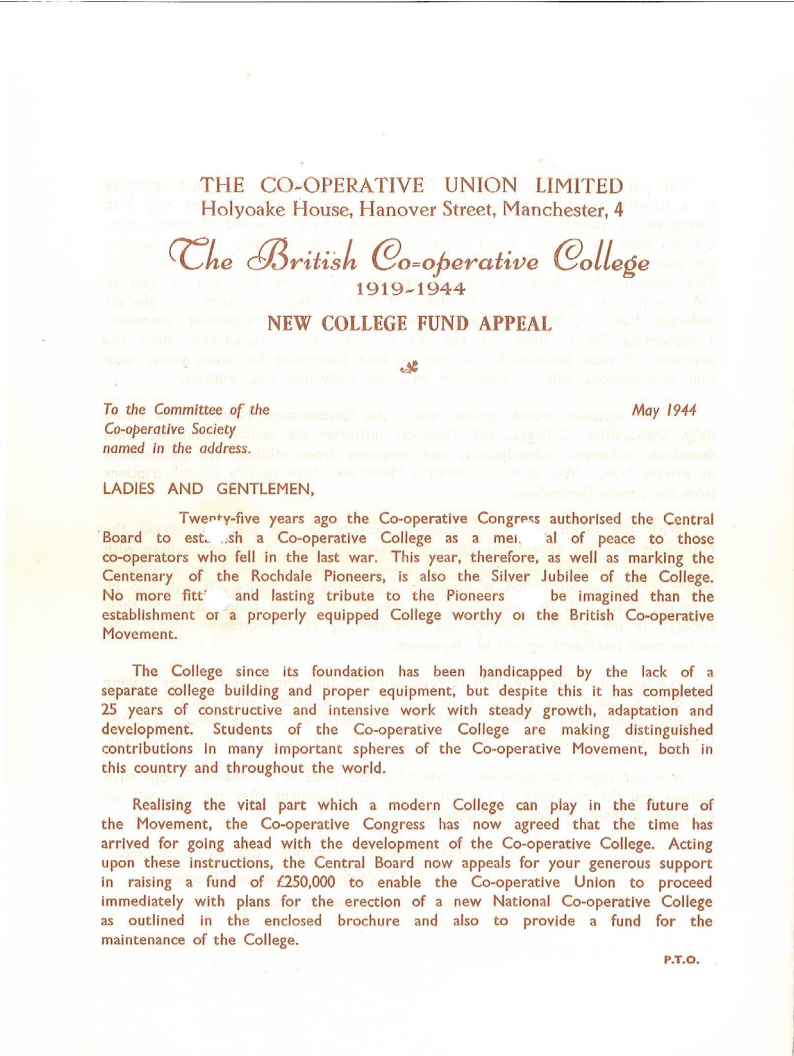 THE CO-OPERATIVE UNION LIMITED
Holyoake House, Hanover Street, Manchester, 4
The British Co-operative College
1919-1944
NEW COLLEGE FUND APPEAL
To the Committee of the May 1944
Co-operative Society
named in the address.
LADIES AND GENTLEMEN,
Twenty-five years ago the Co-operative Congress authorised the Central
Board to a Co-operative College as a of peace to those
co-operators who fell in the last war. This year, therefore, as well as marking the
Centenary of the Rochdale Pioneers, is also the Silver Jubilee of the College.
No more and lasting tribute to the Pioneers be imagined than the
establishment of a properly equipped College worthy of the British Co-operative
Movement.
The College since its foundation has been handicapped by the lack of a
separate college building and proper equipment, but despite this it has completed
25 years of constructive and intensive work with steady growth, adaptation and
development. Students of the Co-operative College are making distinguished
contributions in many important spheres of the Co-operative Movement, both in
this country and throughout the world.
Realising the vital part which a modern College can play in the future of
the Movement, the Co-operative Congress has now agreed that the time has
arrived for going ahead with the development of the Co-operative College. Acting
upon these instructions, the Central Board now appeals for your generous support
in raising a fund of £250,000 to enable the Co-operative Union to proceed
immediately with plans for the erection of a new National Co-operative College
as outlined in the enclosed brochure and also to provide a fund for the
maintenance of the College.
P.T.O.